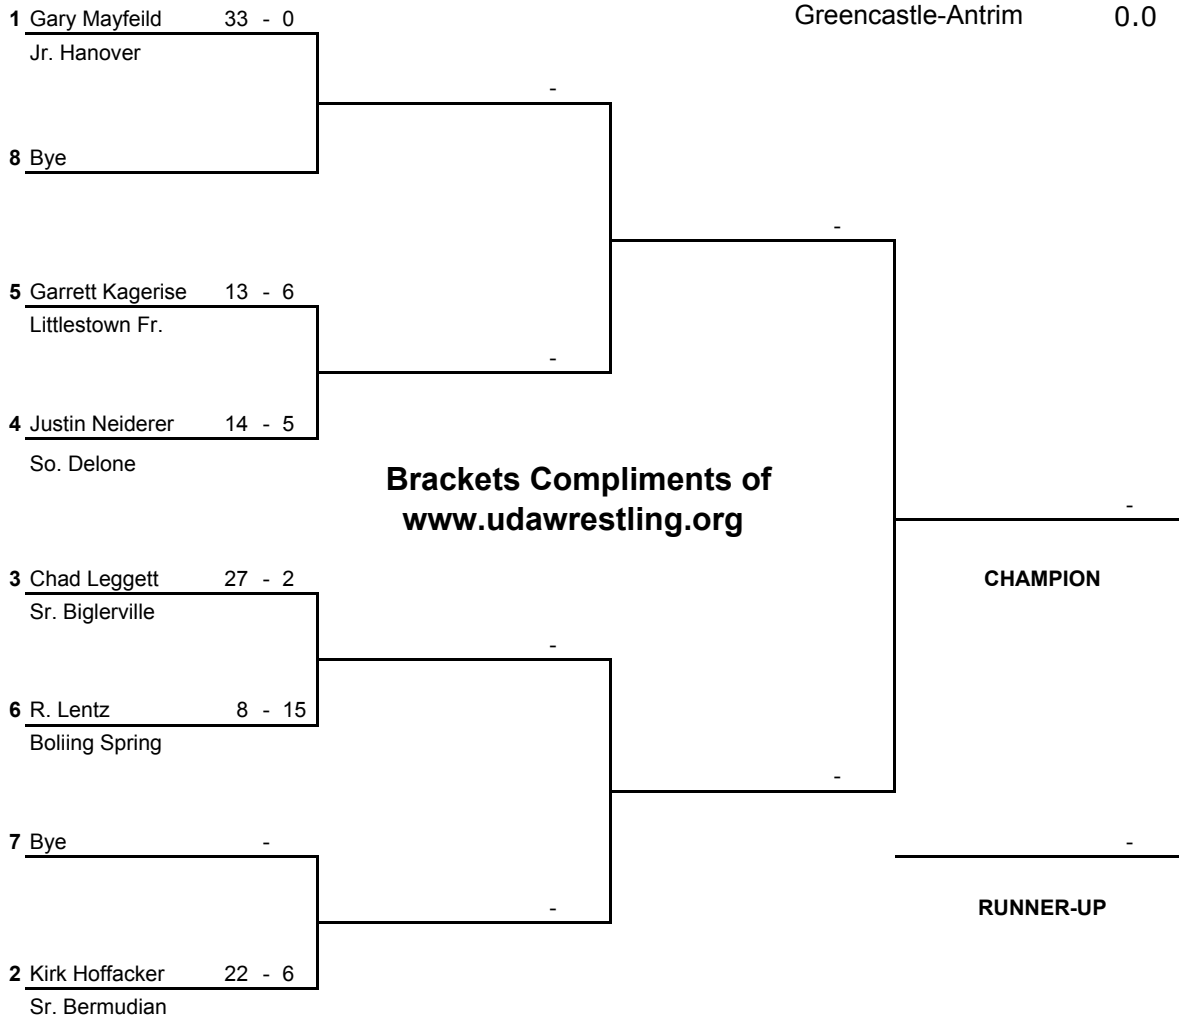 1 Gary Mayfeild 33 - 0
Greencastle-Antrim 0.0
Jr. Hanover
-
8 Bye
-
5 Garrett Kagerise 13 - 6
Littlestown Fr.
-
4 Justin Neiderer 14 - 5
So. Delone
Brackets Compliments of
www.udawrestling.org
-
3 Chad Leggett 27 - 2
CHAMPION
Sr. Biglerville
-
6 R. Lentz 8 - 15
Boliing Spring
-
7 Bye -
-
RUNNER-UP
-
2 Kirk Hoffacker 22 - 6
Sr. Bermudian